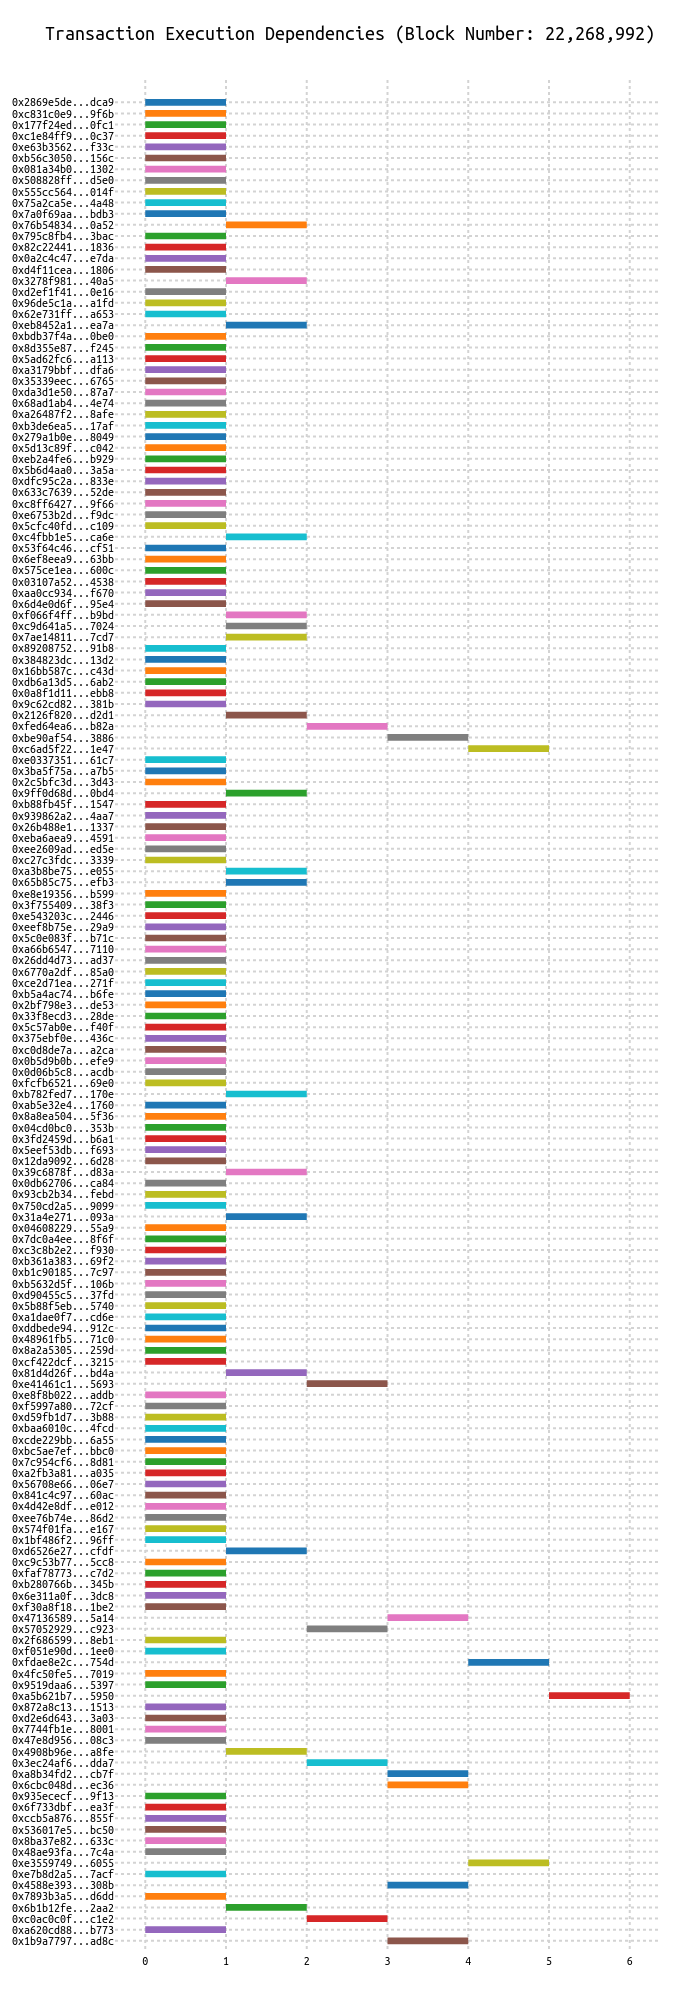 Transaction Execution Dependencies (Block Number: 22,268,992)
0x2869e5de...dca9
0xc831c0e9...9f6b
0x177f24ed...0fc1
0xc1e84ff9...0c37
0xe63b3562...f33c
0xb56c3050...156c
0x081a34b0...1302
0x508828ff...d5e0
0x555cc564...014f
0x75a2ca5e...4a48
0x7a0f69aa...bdb3
0x76b54834...0a52
0x795c8fb4...3bac
0x82c22441...1836
0x0a2c4c47...e7da
0xd4f11cea...1806
0x3278f981...40a5
0xd2ef1f41...0e16
0x96de5c1a...a1fd
0x62e731ff...a653
0xeb8452a1...ea7a
0xbdb37f4a...0be0
0x8d355e87...f245
0x5ad62fc6...a113
0xa3179bbf...dfa6
0x35339eec...6765
0xda3d1e50...87a7
0x68ad1ab4...4e74
0xa26487f2...8afe
0xb3de6ea5...17af
0x279a1b0e...8049
0x5d13c89f...c042
0xeb2a4fe6...b929
0x5b6d4aa0...3a5a
0xdfc95c2a...833e
0x633c7639...52de
0xc8ff6427...9f66
0xe6753b2d...f9dc
0x5cfc40fd...c109
0xc4fbb1e5...ca6e
0x53f64c46...cf51
0x6ef8eea9...63bb
0x575ce1ea...600c
0x03107a52...4538
0xaa0cc934...f670
0x6d4e0d6f...95e4
0xf066f4ff...b9bd
0xc9d641a5...7024
0x7ae14811...7cd7
0x89208752...91b8
0x384823dc...13d2
0x16bb587c...c43d
0xdb6a13d5...6ab2
0x0a8f1d11...ebb8
0x9c62cd82...381b
0x2126f820...d2d1
0xfed64ea6...b82a
0xbe90af54...3886
0xc6ad5f22...1e47
0xe0337351...61c7
0x3ba5f75a...a7b5
0x2c5bfc3d...3d43
0x9ff0d68d...0bd4
0xb88fb45f...1547
0x939862a2...4aa7
0x26b488e1...1337
0xeba6aea9...4591
0xee2609ad...ed5e
0xc27c3fdc...3339
0xa3b8be75...e055
0x65b85c75...efb3
0xe8e19356...b599
0x3f755409...38f3
0xe543203c...2446
0xeef8b75e...29a9
0x5c0e083f...b71c
0xa66b6547...7110
0x26dd4d73...ad37
0x6770a2df...85a0
0xce2d71ea...271f
0xb5a4ac74...b6fe
0x2bf798e3...de53
0x33f8ecd3...28de
0x5c57ab0e...f40f
0x375ebf0e...436c
0xc0d8de7a...a2ca
0x0b5d9b0b...efe9
0x0d06b5c8...acdb
0xfcfb6521...69e0
0xb782fed7...170e
0xab5e32e4...1760
0x8a8ea504...5f36
0x04cd0bc0...353b
0x3fd2459d...b6a1
0x5eef53db...f693
0x12da9092...6d28
0x39c6878f...d83a
0x0db62706...ca84
0x93cb2b34...febd
0x750cd2a5...9099
0x31a4e271...093a
0x04608229...55a9
0x7dc0a4ee...8f6f
0xc3c8b2e2...f930
0xb361a383...69f2
0xb1c90185...7c97
0xb5632d5f...106b
0xd90455c5...37fd
0x5b88f5eb...5740
0xa1dae0f7...cd6e
0xddbede94...912c
0x48961fb5...71c0
0x8a2a5305...259d
0xcf422dcf...3215
0x81d4d26f...bd4a
0xe41461c1...5693
0xe8f8b022...addb
0xf5997a80...72cf
0xd59fb1d7...3b88
0xbaa6010c...4fcd
0xcde229bb...6a55
0xbc5ae7ef...bbc0
0x7c954cf6...8d81
0xa2fb3a81...a035
0x56708e66...06e7
0x841c4c97...60ac
0x4d42e8df...e012
0xee76b74e...86d2
0x574f01fa...e167
0x1bf486f2...96ff
0xd6526e27...cfdf
0xc9c53b77...5cc8
0xfaf78773...c7d2
0xb280766b...345b
0x6e311a0f...3dc8
0xf30a8f18...1be2
0x47136589...5a14
0x57052929...c923
0x2f686599...8eb1
0xf051e90d...1ee0
0xfdae8e2c...754d
0x4fc50fe5...7019
0x9519daa6...5397
0xa5b621b7...5950
0x872a8c13...1513
0xd2e6d643...3a03
0x7744fb1e...8001
0x47e8d956...08c3
0x4908b96e...a8fe
0x3ec24af6...dda7
0xa8b34fd2...cb7f
0x6cbc048d...ec36
0x935ececf...9f13
0x6f733dbf...ea3f
0xccb5a876...855f
0x536017e5...bc50
0x8ba37e82...633c
0x48ae93fa...7c4a
0xe3559749...6055
0xe7b8d2a5...7acf
0x4588e393...308b
0x7893b3a5...d6dd
0x6b1b12fe...2aa2
0xc0ac0c0f...c1e2
0xa620cd88...b773
0x1b9a7797...ad8c
0 1 2 3 4 5 6